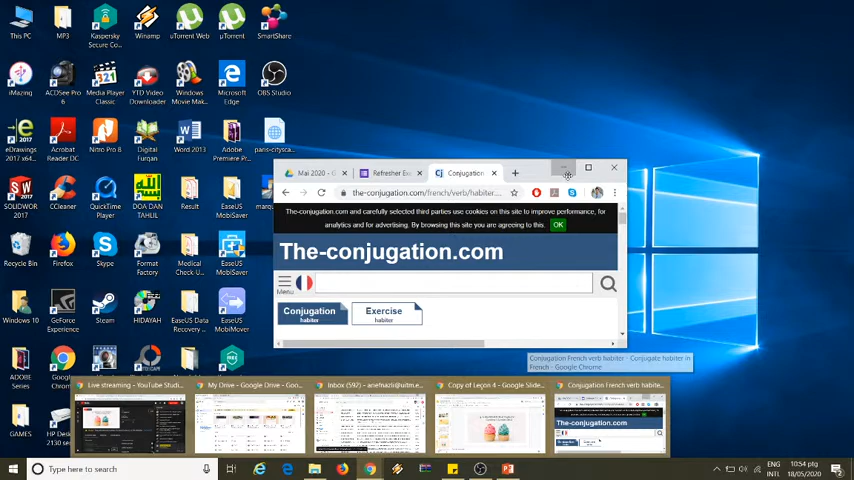 This PC
MP3
Kaspersky Secure Co...
Winamp
uTorrent Web
µTorrent
SmartShare
iMazing
ACDSee Pro 6
Media Player Classic
YTD Video Downloader
Windows Movie Mak...
Microsoft Edge
OBS Studio
eDrawings 2017 x64...
Acrobat Reader DC
Nitro Pro 8
Digital Furqan
Word 2013
Adobe Premiere Pr...
paris-citysca...
SOLIDWOR 2017
CCleaner
QuickTime Player
DOA DAN TAHLIL
Result
EaseUS MobiSaver
Recycle Bin
Firefox
Skype
Format Factory
Medical Check-U...
EaseUS MobiSaver
Windows 10
GeForce Experience
Steam
HIDAYAH
EaseUS Data Recovery ...
EaseUS MobiMover
ADOBE Series
GAMES
HP Desk 2130 ser
Mai 2020 - G
Refresher Ex
Conjugation
the-conjugation.com/french/verb/habiter....
The-conjugation.com and carefully selected third parties use cookies on this site to improve performance, for
analytics and for advertising. By browsing this site you are agreeing to this.
OK
The-conjugation.com
Menu
Conjugation
habiter
Exercise
habiter
Conjugation French verb habiter - Conjugate habiter in
French - Google Chrome
Live streaming - YouTube Studi...
My Drive - Google Drive - Goo...
Inbox (592) - anefnazi@uitm.e...
Copy of Leçon 4 - Google Slide...
Conjugation French verb habite...
The-conjugation.com
Type here to search
ENG
INTL
10:54 ptg
18/05/2020
2